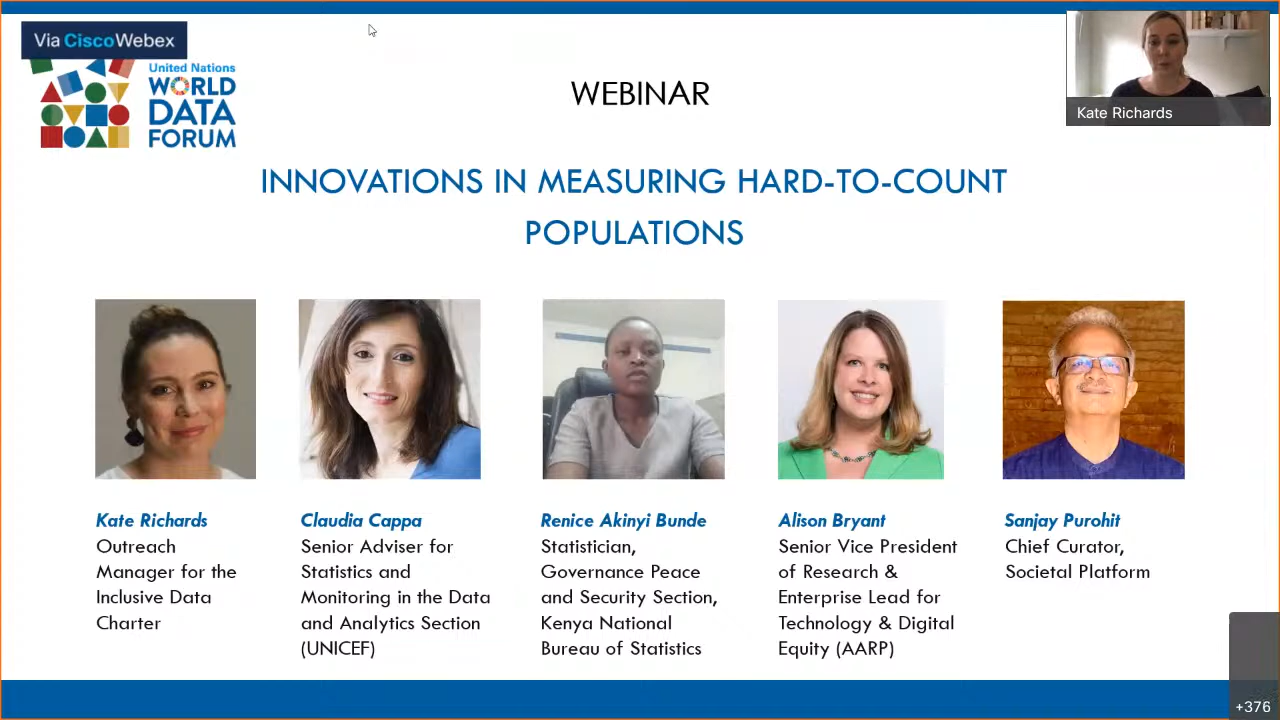 Via CiscoWebex
United Nations
WORLD
DATA
FORUM
WEBINAR
Kate Richards
INNOVATIONS IN MEASURING HARD-TO-COUNT
POPULATIONS
Kate Richards
Outreach
Manager for the
Inclusive Data
Charter
Claudia Cappa
Senior Adviser for
Statistics and
Monitoring in the Data
and Analytics Section
(UNICEF)
Renice Akinyi Bunde
Statistician,
Governance Peace
and Security Section,
Kenya National
Bureau of Statistics
Alison Bryant
Senior Vice President
of Research &
Enterprise Lead for
Technology & Digital
Equity (AARP)
Sanjay Purohit
Chief Curator,
Societal Platform
+376